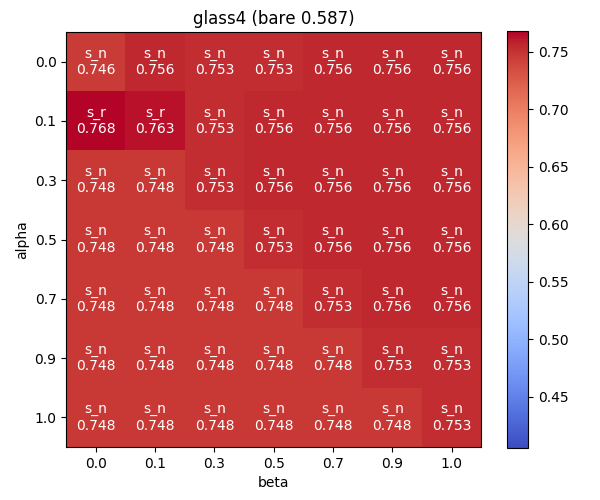 glass4 (bare 0.587)
s_n s_n s_n s_n s_n s_n s_n
0.0 0.746 0.756 0.753 0.753 0.756 0.756 0.756
s_r s_r s_n s_n s_n s_n s_n
0.1 0.768 0.763 0.753 0.756 0.756 0.756 0.756
s_n s_n s_n s_n s_n s_n s_n
0.3 0.748 0.748 0.753 0.756 0.756 0.756 0.756
s_n s_n s_n s_n s_n s_n s_n
0.5 0.748 0.748 0.748 0.753 0.756 0.756 0.756
s_n s_n s_n s_n s_n s_n s_n
0.7 0.748 0.748 0.748 0.748 0.753 0.756 0.756
s_n s_n s_n s_n s_n s_n s_n
0.9 0.748 0.748 0.748 0.748 0.748 0.753 0.753
s_n s_n s_n s_n s_n s_n s_n
1.0 0.748 0.748 0.748 0.748 0.748 0.748 0.753
0.0 0.1 0.3 0.5 0.7 0.9 1.0
beta
alpha
0.75
0.70
0.65
0.60
0.55
0.50
0.45